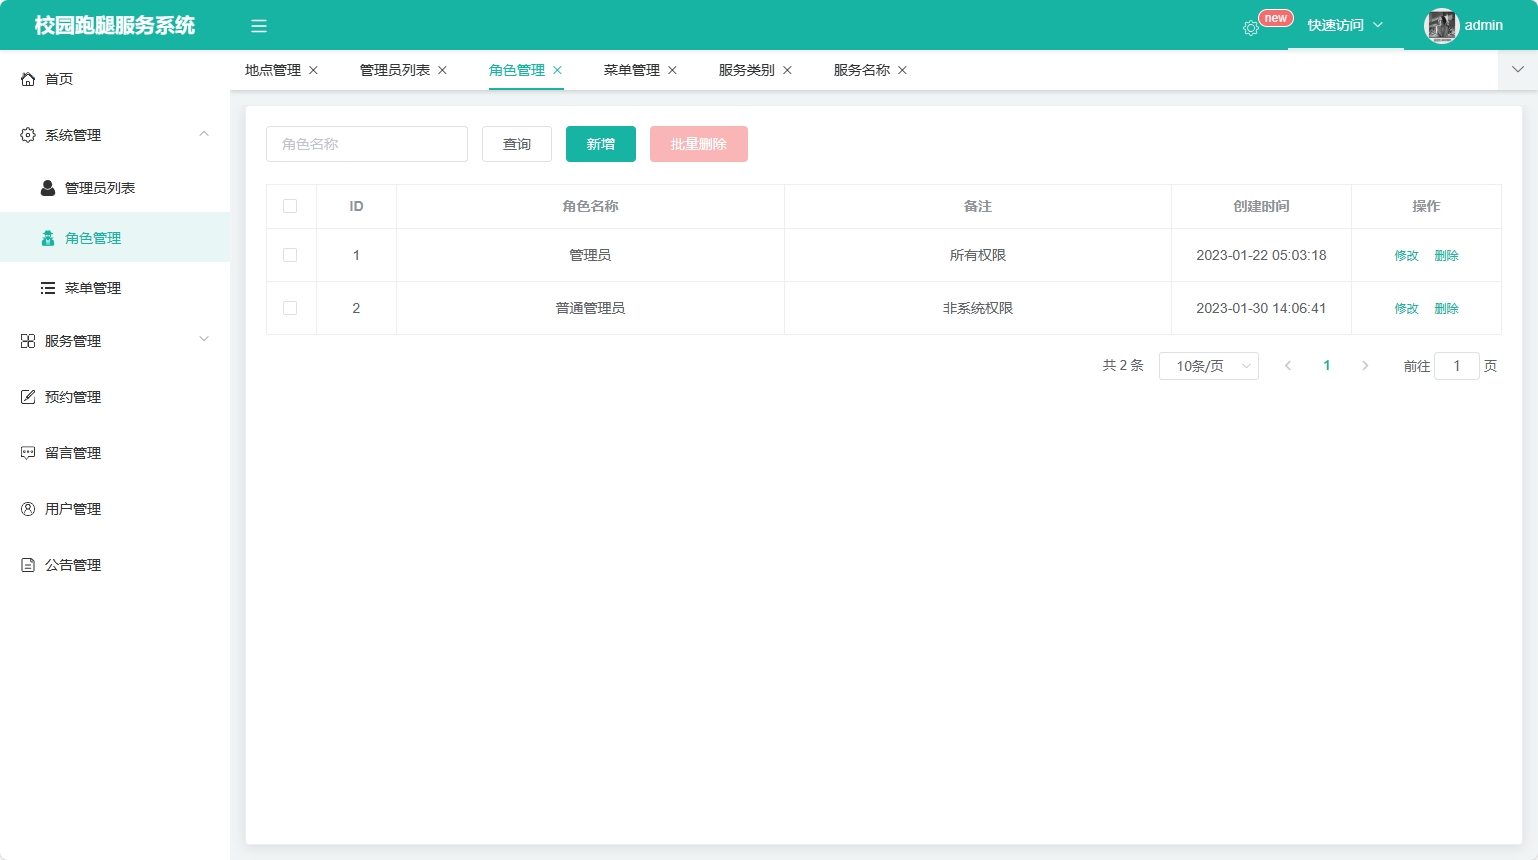 校园跑腿服务系统
new
快速访问
admin
首页
系统管理
管理员列表
角色管理
菜单管理
服务管理
预约管理
留言管理
用户管理
公告管理
地点管理 管理员列表 角色管理 菜单管理 服务类别 服务名称
角色名称 查询 新增 批量删除
ID 角色名称 备注 创建时间 操作
1 管理员 所有权限 2023-01-22 05:03:18 修改 删除
2 普通管理员 非系统权限 2023-01-30 14:06:41 修改 删除
共 2 条 10条/页 1 前往 1 页